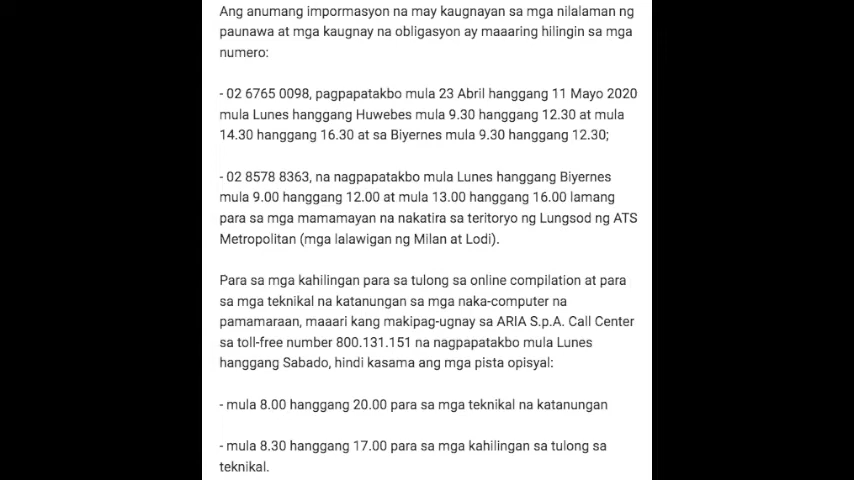 Ang anumang impormasyon na may kaugnayan sa mga nilalaman ng
paunawa at mga kaugnay na obligasyon ay maaaring hilingin sa mga
numero:
- 02 6765 0098, pagpapatakbo mula 23 Abril hanggang 11 Mayo 2020
mula Lunes hanggang Huwebes mula 9.30 hanggang 12.30 at mula
14.30 hanggang 16.30 at sa Biyernes mula 9.30 hanggang 12.30;
- 02 8578 8363, na nagpapatakbo mula Lunes hanggang Biyernes
mula 9.00 hanggang 12.00 at mula 13.00 hanggang 16.00 lamang
para sa mga mamamayan na nakatira sa teritoryo ng Lungsod ng ATS
Metropolitan (mga lalawigan ng Milan at Lodi).
Para sa mga kahilingan para sa tulong sa online compilation at para
sa mga teknikal na katanungan sa mga naka-computer na
pamamaraan, maaari kang makipag-ugnay sa ARIA S.p.A. Call Center
sa toll-free number 800.131.151 na nagpapatakbo mula Lunes
hanggang Sabado, hindi kasama ang mga pista opisyal:
- mula 8.00 hanggang 20.00 para sa mga teknikal na katanungan
- mula 8.30 hanggang 17.00 para sa mga kahilingan sa tulong sa
teknikal.